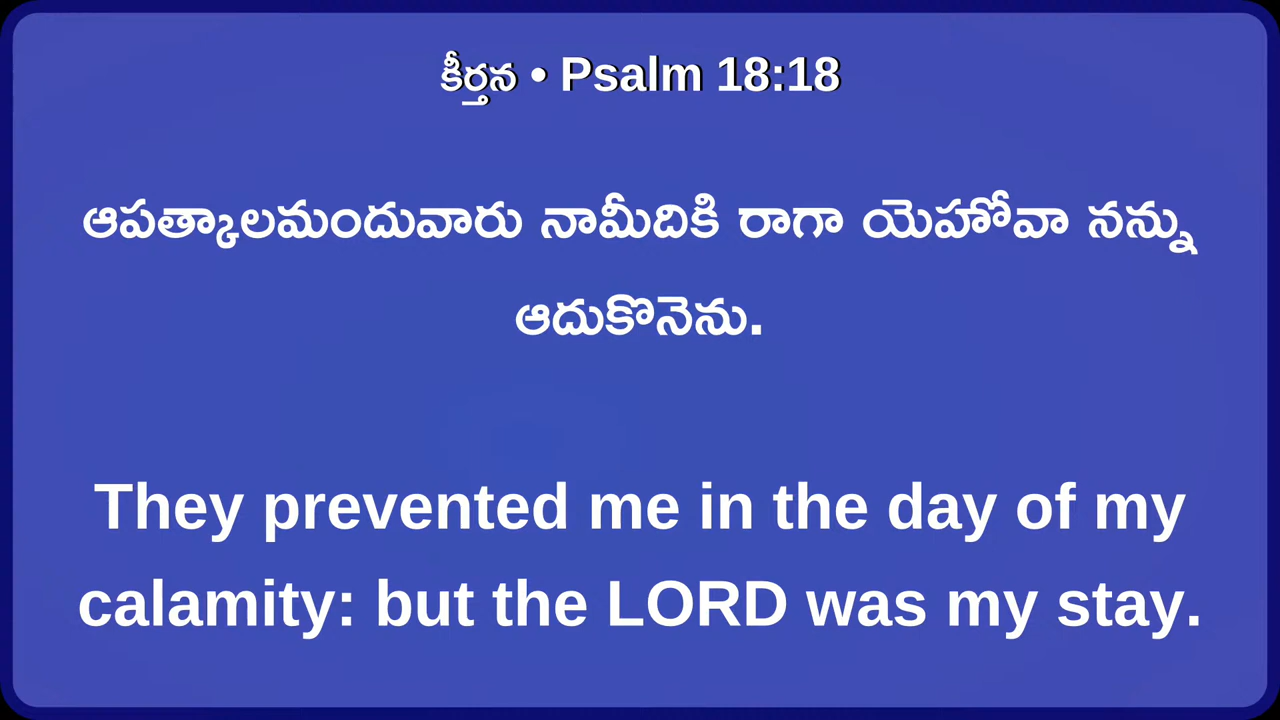 కీర్తన • Psalm 18:18
ఆపత్కాలమందువారు నామీదికి రాగా యెహోవా నన్ను
ఆదుకొనెను.
They prevented me in the day of my
calamity: but the LORD was my stay.